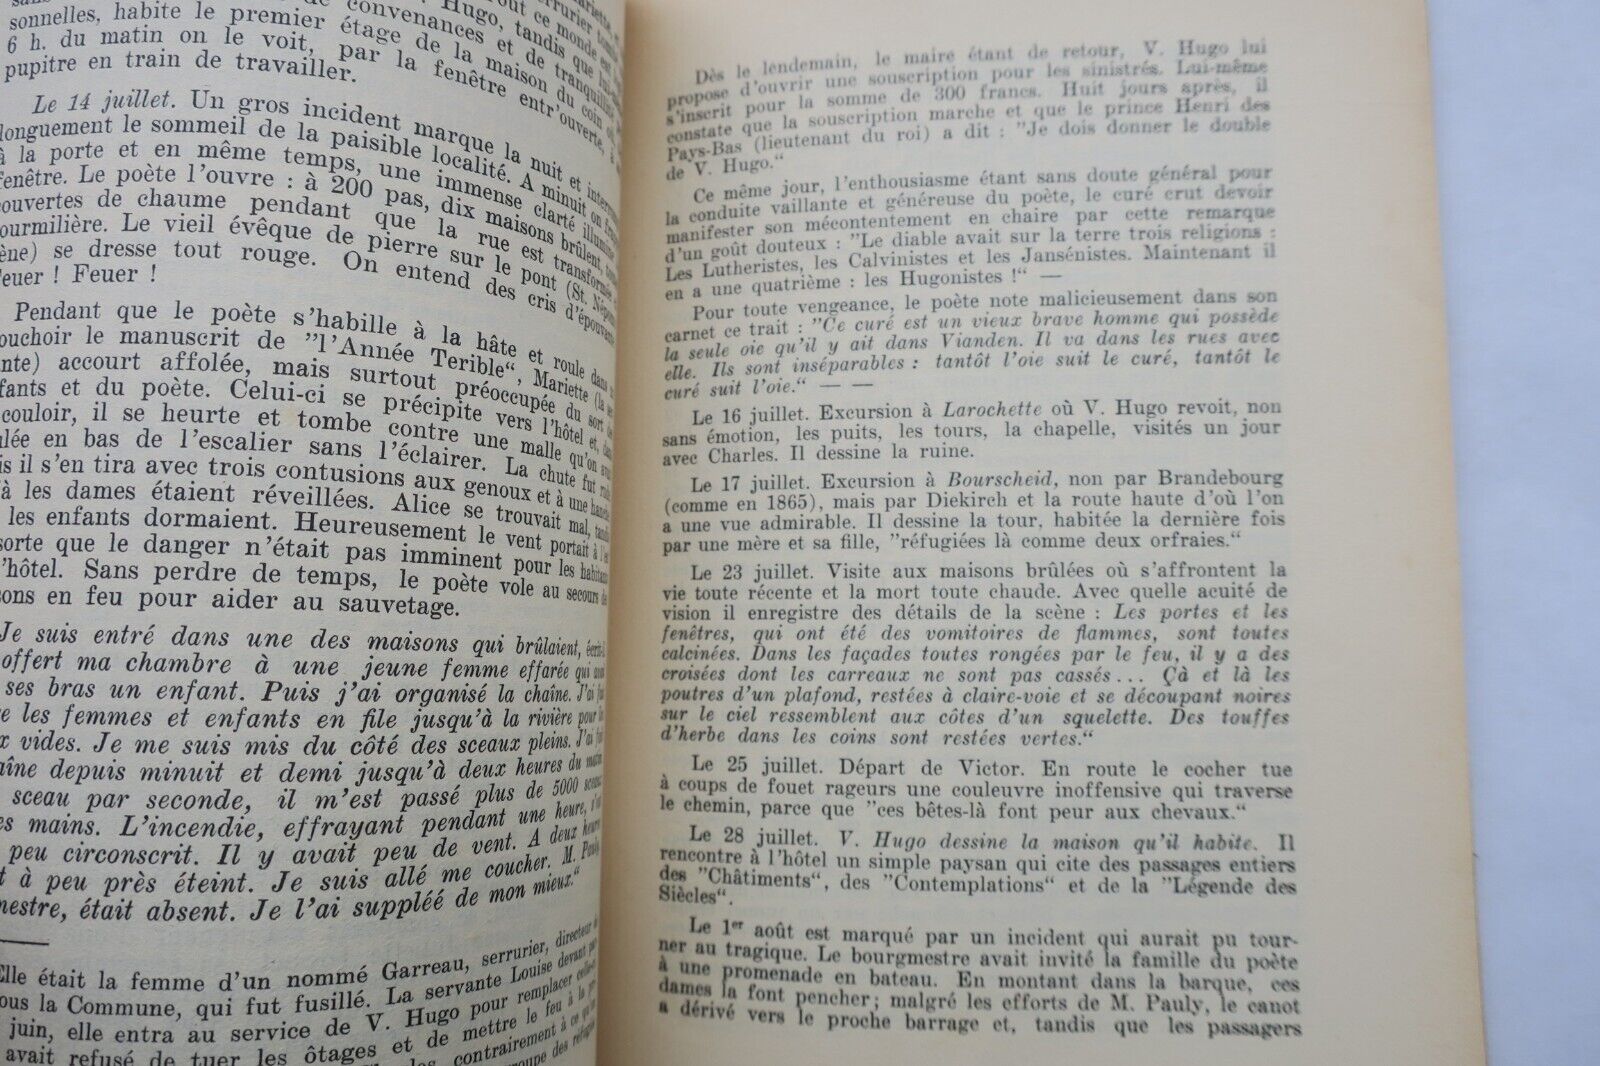 sonnelles, habite le premier étage de la maison du coin où,
6 h. du matin on le voit, par la fenêtre entr'ouverte, à
pupitre en train de travailler.
Le 14 juillet. Un gros incident marque la nuit et
longuement le sommeil de la paisible localité. A minuit on
à la porte et en même temps, une immense clarté illumine
fenêtre. Le poète l'ouvre : à 200 pas, dix maisons brûlent,
couvertes de chaume pendant que la rue est transformée
fourmilière. Le vieil évêque de pierre sur le pont (St.
se dresse tout rouge. On entend des cris d'épouvante
Feuer ! Feuer !
Pendant que le poète s'habille à la hâte et roule dans
le manuscrit de "l'Année Terible“, Mariette
accourt affolée, mais surtout préoccupée du sort
et du poète. Celui-ci se précipite vers l'hôtel et, dans
couloir, il se heurte et tombe contre une malle qu'on
en bas de l'escalier sans l'éclairer. La chute fut
il s'en tira avec trois contusions aux genoux et à une
les dames étaient réveillées. Alice se trouvait mal,
les enfants dormaient. Heureusement le vent portait à
sorte que le danger n'était pas imminent pour les
l'hôtel. Sans perdre de temps, le poète vole au secours des
en feu pour aider au sauvetage.
Je suis entré dans une des maisons qui brûlaient,
offert ma chambre à une jeune femme effarée qui
ses bras un enfant. Puis j'ai organisé la chaîne. J'ai
les femmes et enfants en file jusqu'à la rivière pour
vides. Je me suis mis du côté des sceaux pleins. J'ai
depuis minuit et demi jusqu'à deux heures du matin
sceau par seconde, il m'est passé plus de 5000 sceaux
mains. L'incendie, effrayant pendant une heure,
peu circonscrit. Il y avait peu de vent. A deux heures
à peu près éteint. Je suis allé me coucher. M. Pauly,
était absent. Je l'ai suppléé de mon mieux.“
Elle était la femme d'un nommé Garreau, serrurier, directeur
sous la Commune, qui fut fusillé. La servante Louise devant
juin, elle entra au service de V. Hugo pour remplacer
avait refusé de tuer les ôtages et de mettre le feu à la
contrairement à ce
groupe des
Dès le lendemain, le maire étant de retour, V. Hugo lui
propose d'ouvrir une souscription pour les sinistrés. Lui-même
s'inscrit pour la somme de 300 francs. Huit jours après, il
constate que la souscription marche et que le prince Henri des
Pays-Bas (lieutenant du roi) a dit : "Je dois donner le double
de V. Hugo.“
Ce même jour, l'enthousiasme étant sans doute général pour
la conduite vaillante et généreuse du poète, le curé crut devoir
manifester son mécontentement en chaire par cette remarque
d'un goût douteux : "Le diable avait sur la terre trois religions :
Les Lutheristes, les Calvinistes et les Jansénistes. Maintenant il
en a une quatrième : les Hugonistes !“ —
Pour toute vengeance, le poète note malicieusement dans son
carnet ce trait : "Ce curé est un vieux brave homme qui possède
la seule oie qu'il y ait dans Vianden. Il va dans les rues avec
elle. Ils sont inséparables : tantôt l'oie suit le curé, tantôt le
curé suit l'oie.“ — —
Le 16 juillet. Excursion à Larochette où V. Hugo revoit, non
sans émotion, les puits, les tours, la chapelle, visités un jour
avec Charles. Il dessine la ruine.
Le 17 juillet. Excursion à Bourscheid, non par Brandebourg
(comme en 1865), mais par Diekirch et la route haute d'où l'on
a une vue admirable. Il dessine la tour, habitée la dernière fois
par une mère et sa fille, "réfugiées là comme deux orfraies.“
Le 23 juillet. Visite aux maisons brûlées où s'affrontent la
vie toute récente et la mort toute chaude. Avec quelle acuité de
vision il enregistre des détails de la scène : Les portes et les
fenêtres, qui ont été des vomitoires de flammes, sont toutes
calcinées. Dans les façades toutes rongées par le feu, il y a des
croisées dont les carreaux ne sont pas cassés... Çà et là les
poutres d'un plafond, restées à claire-voie et se découpant noires
sur le ciel ressemblent aux côtes d'un squelette. Des touffes
d'herbe dans les coins sont restées vertes.“
Le 25 juillet. Départ de Victor. En route le cocher tue
à coups de fouet rageurs une couleuvre inoffensive qui traverse
le chemin, parce que "ces bêtes-là font peur aux chevaux.“
Le 28 juillet. V. Hugo dessine la maison qu'il habite. Il
rencontre à l'hôtel un simple paysan qui cite des passages entiers
des "Châtiments“, des "Contemplations“ et de la "Légende des
Siècles“.
Le 1er août est marqué par un incident qui aurait pu tour-
ner au tragique. Le bourgmestre avait invité la famille du poète
à une promenade en bateau. En montant dans la barque, ces
dames la font pencher ; malgré les efforts de M. Pauly, le canot
a dérivé vers le proche barrage et, tandis que les passagers